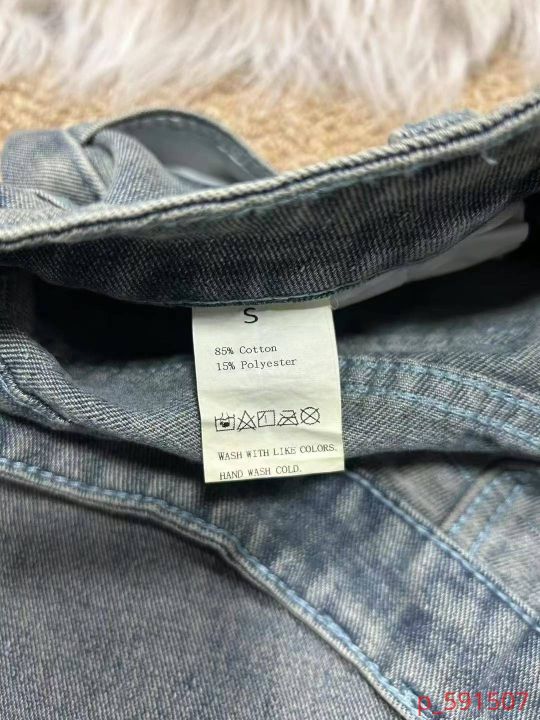 S
85% Cotton
15% Polyester
WASH WITH LIKE COLORS.
HAND WASH COLD.
p_591507